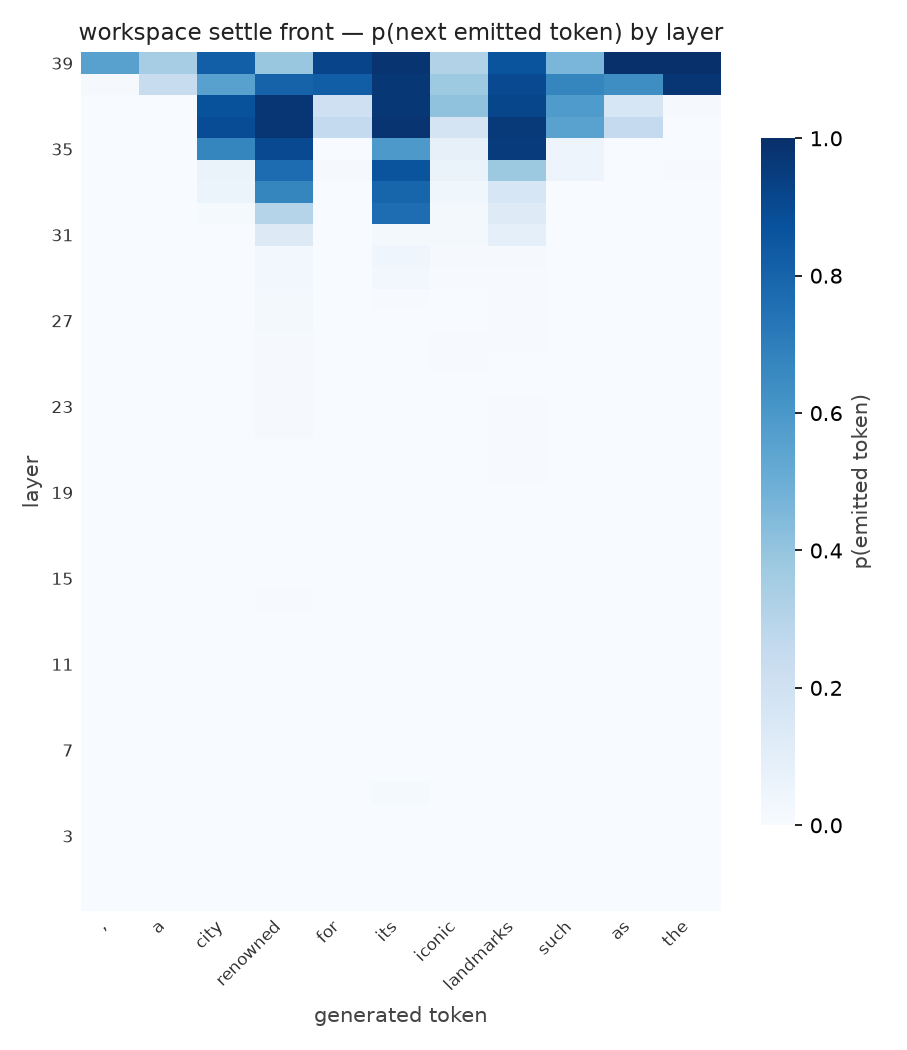 workspace settle front — p(next emitted token) by layer
39
35
31
27
23
19
15
11
7
3
layer
,
a
city
renowned
for
its
iconic
landmarks
such
as
the
generated token
1.0
0.8
0.6
0.4
0.2
0.0
p(emitted token)